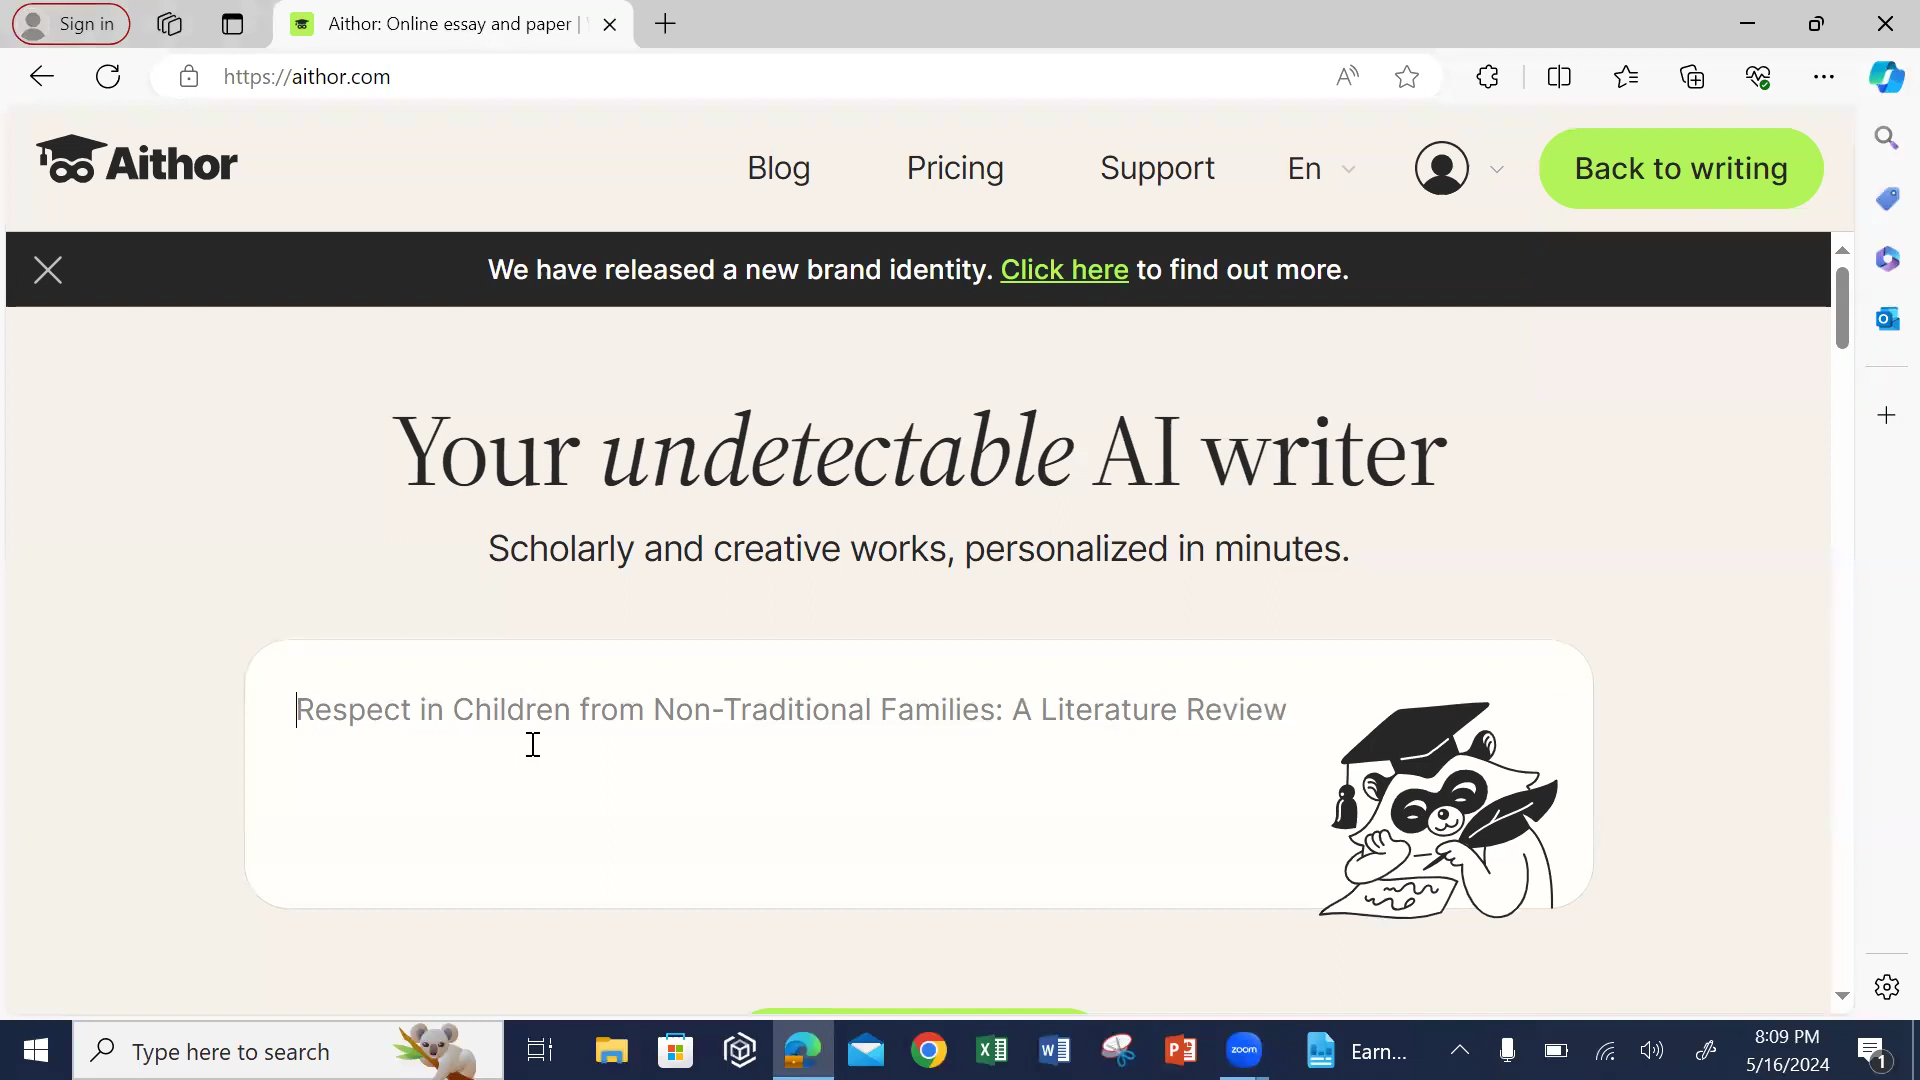 Sign in
Aithor: Online essay and paper |
https://aithor.com
Aithor
Blog
Pricing
Support
En
Back to writing
We have released a new brand identity. Click here to find out more.
Your undetectable AI writer
Scholarly and creative works, personalized in minutes.
Respect in Children from Non-Traditional Families: A Literature Review
Type here to search
zoom
Earn...
8:09 PM
5/16/2024
1